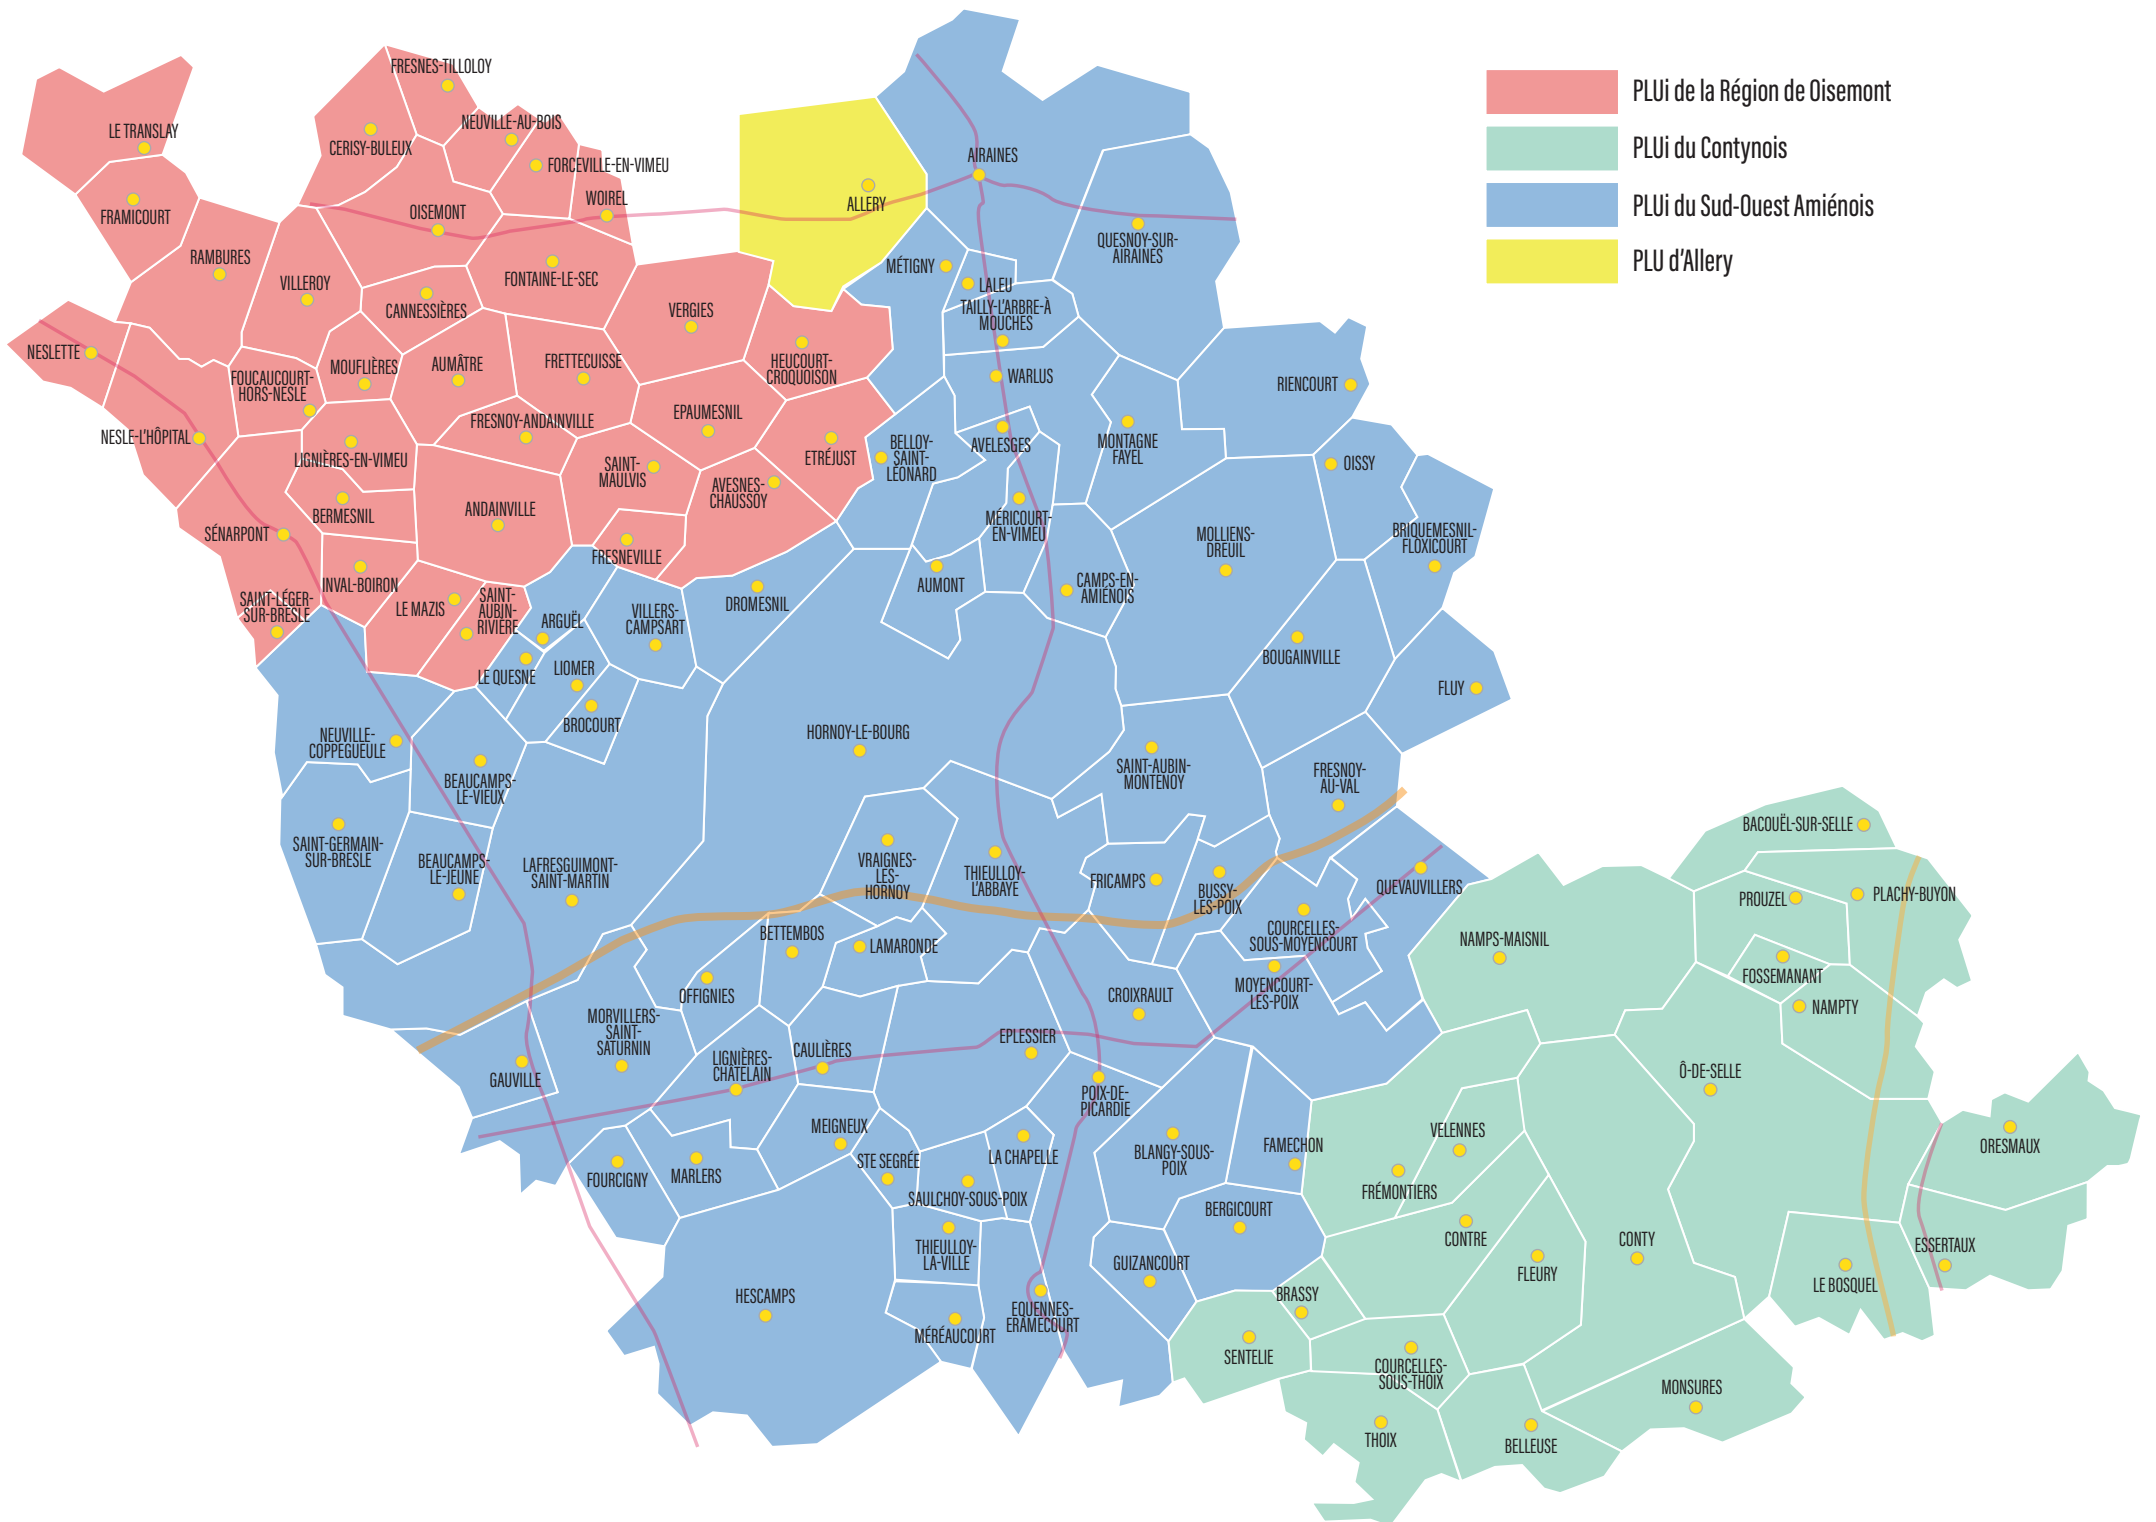 PLUi de la Région de Oisemont
PLUi du Contynois
PLUi du Sud-Ouest Amiénois
PLU d'Allery
FRESNES-TILLOLOY
LE TRANSLAY
CERISY-BULEUX
NEUVILLE-AU-BOIS
FORCEVILLE-EN-VIMEU
WOIREL
FRAMICOURT
OISEMONT
RAMBURES
VILLEROY
FONTAINE-LE-SEC
CANNESSIÈRES
VERGIES
NESLETTE
FOUCAUCOURT-
HORS-NESLE
MOUFLIÈRES
AUMÂTRE
FRETTECUISSE
HEUCOURT-
CROQUOISON
NESLE-L'HÔPITAL
LIGNIÈRES-EN-VIMEU
FRESNOY-ANDAINVILLE
EPAUMESNIL
ETRÉJUST
SAINT-
MAULVIS
AVESNES-
CHAUSSOY
BERMESNIL
ANDAINVILLE
SÉNARPONT
FRESNEVILLE
INVAL-BOIRON
LE MAZIS
SAINT-
AUBIN-
RIVIÈRE
SAINT-LÉGER-
SUR-BRESLE
ALLERY
AIRAINES
QUESNOY-SUR-
AIRAINES
MÉTIGNY
LALEU
TAILLY-L'ARBRE-À
MOUCHES
WARLUS
RIENCOURT
AVELESGES
MONTAGNE
FAYEL
BELLOY-
SAINT-
LÉONARD
OISSY
MÉRICOURT-
EN-VIMEU
MOLLIENS-
DREUIL
BRIQUEMESNIL-
FLOXICOURT
AUMONT
CAMPS-EN-
AMIÉNOIS
DROMESNIL
ARGUËL
VILLERS-
CAMPSART
LE QUESNE
LIOMER
BROCOURT
BOUGAINVILLE
FLUY
HORNOY-LE-BOURG
NEUVILLE-
COPPEGUEULE
BEAUCAMPS-
LE-VIEUX
SAINT-AUBIN-
MONTENOY
FRESNOY-
AU-VAL
SAINT-GERMAIN-
SUR-BRESLE
BEAUCAMPS-
LE-JEUNE
LAFRESGUIMONT-
SAINT-MARTIN
VRAIGNES-
LÈS-
HORNOY
THIEULLOY-
L'ABBAYE
FRICAMPS
BUSSY-
LÈS-POIX
QUEVAUVILLERS
COURCELLES-
SOUS-MOYENCOURT
BETTEMBOS
LAMARONDE
OFFIGNIES
CROIXRAULT
MOYENCOURT-
LÈS-POIX
MORVILLERS-
SAINT-
SATURNIN
GAUVILLE
LIGNIÈRES-
CHÂTELAIN
CAULIÈRES
EPLESSIER
POIX-DE-
PICARDIE
MEIGNEUX
STE SEGRÉE
LA CHAPELLE
SAULCHOY-SOUS-POIX
BLANGY-SOUS-
POIX
FAMECHON
FOURCIGNY
MARLERS
BERGICOURT
THIEULLOY-
LA-VILLE
GUIZANCOURT
HESCAMPS
MÉRÉAUCOURT
EQUENNES-
ERAMECOURT
BACOUËL-SUR-SELLE
PROUZEL
PLACHY-BUYON
NAMPS-MAISNIL
FOSSEMANANT
NAMPTY
Ô-DE-SELLE
VELENNES
ORESMAUX
FRÉMONTIERS
CONTRE
CONTY
FLEURY
ESSERTAUX
LE BOSQUEL
BRASSY
SENTELIE
COURCELLES-
SOUS-THOIX
MONSURES
THOIX
BELLEUSE